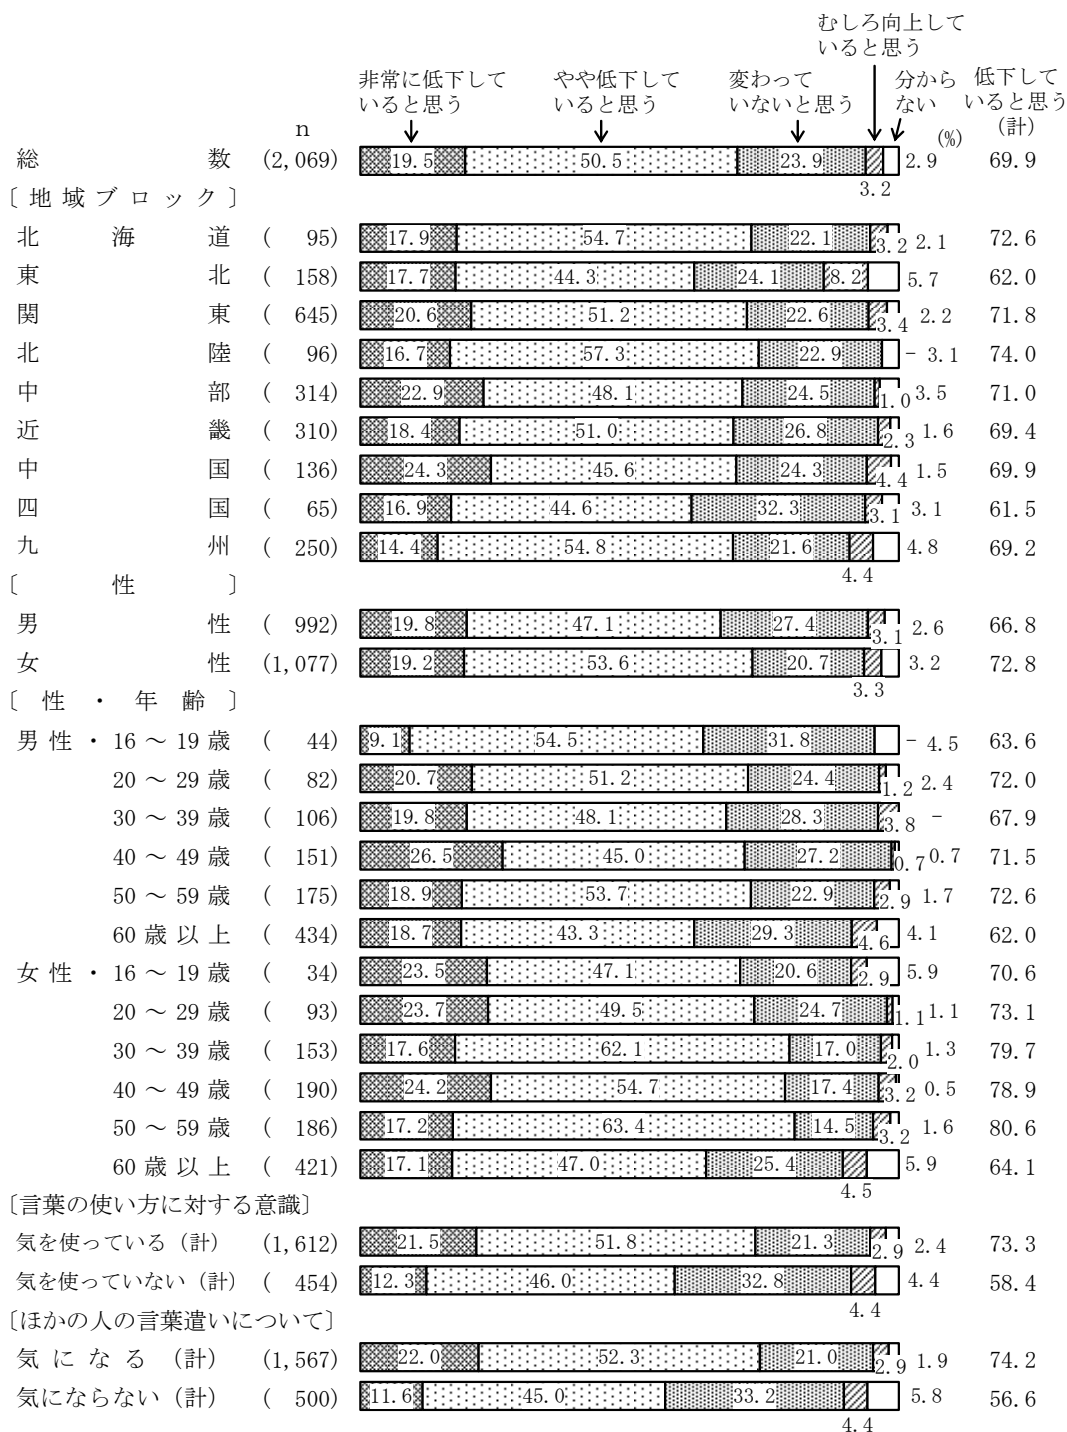 むしろ向上して
いると思う
非常に低下して やや低下して 変わって 分から 低下して
いると思う いると思う いないと思う ない いると思う
n (%) (計)
総数 (2,069) 19.5 50.5 23.9 2.9 69.9
3.2
〔地域ブロック〕
北海道 ( 95) 17.9 54.7 22.1 3.2 2.1 72.6
東北 ( 158) 17.7 44.3 24.1 8.2 5.7 62.0
関東 ( 645) 20.6 51.2 22.6 3.4 2.2 71.8
北陸 ( 96) 16.7 57.3 22.9 - 3.1 74.0
中部 ( 314) 22.9 48.1 24.5 1.0 3.5 71.0
近畿 ( 310) 18.4 51.0 26.8 2.3 1.6 69.4
中国 ( 136) 24.3 45.6 24.3 4.4 1.5 69.9
四国 ( 65) 16.9 44.6 32.3 3.1 3.1 61.5
九州 ( 250) 14.4 54.8 21.6 4.8 69.2
4.4
〔性〕
男性 ( 992) 19.8 47.1 27.4 3.1 2.6 66.8
女性 (1,077) 19.2 53.6 20.7 3.2 72.8
3.3
〔性・年齢〕
男性・16～19歳 ( 44) 9.1 54.5 31.8 - 4.5 63.6
20～29歳 ( 82) 20.7 51.2 24.4 1.2 2.4 72.0
30～39歳 ( 106) 19.8 48.1 28.3 3.8 - 67.9
40～49歳 ( 151) 26.5 45.0 27.2 0.7 0.7 71.5
50～59歳 ( 175) 18.9 53.7 22.9 2.9 1.7 72.6
60歳以上 ( 434) 18.7 43.3 29.3 4.6 4.1 62.0
女性・16～19歳 ( 34) 23.5 47.1 20.6 2.9 5.9 70.6
20～29歳 ( 93) 23.7 49.5 24.7 1.1 1.1 73.1
30～39歳 ( 153) 17.6 62.1 17.0 2.0 1.3 79.7
40～49歳 ( 190) 24.2 54.7 17.4 3.2 0.5 78.9
50～59歳 ( 186) 17.2 63.4 14.5 3.2 1.6 80.6
60歳以上 ( 421) 17.1 47.0 25.4 5.9 64.1
4.5
〔言葉の使い方に対する意識〕
気を使っている（計） (1,612) 21.5 51.8 21.3 2.9 2.4 73.3
気を使っていない（計） ( 454) 12.3 46.0 32.8 4.4 58.4
4.4
〔ほかの人の言葉遣いについて〕
気になる（計） (1,567) 22.0 52.3 21.0 2.9 1.9 74.2
気にならない（計） ( 500) 11.6 45.0 33.2 5.8 56.6
4.4